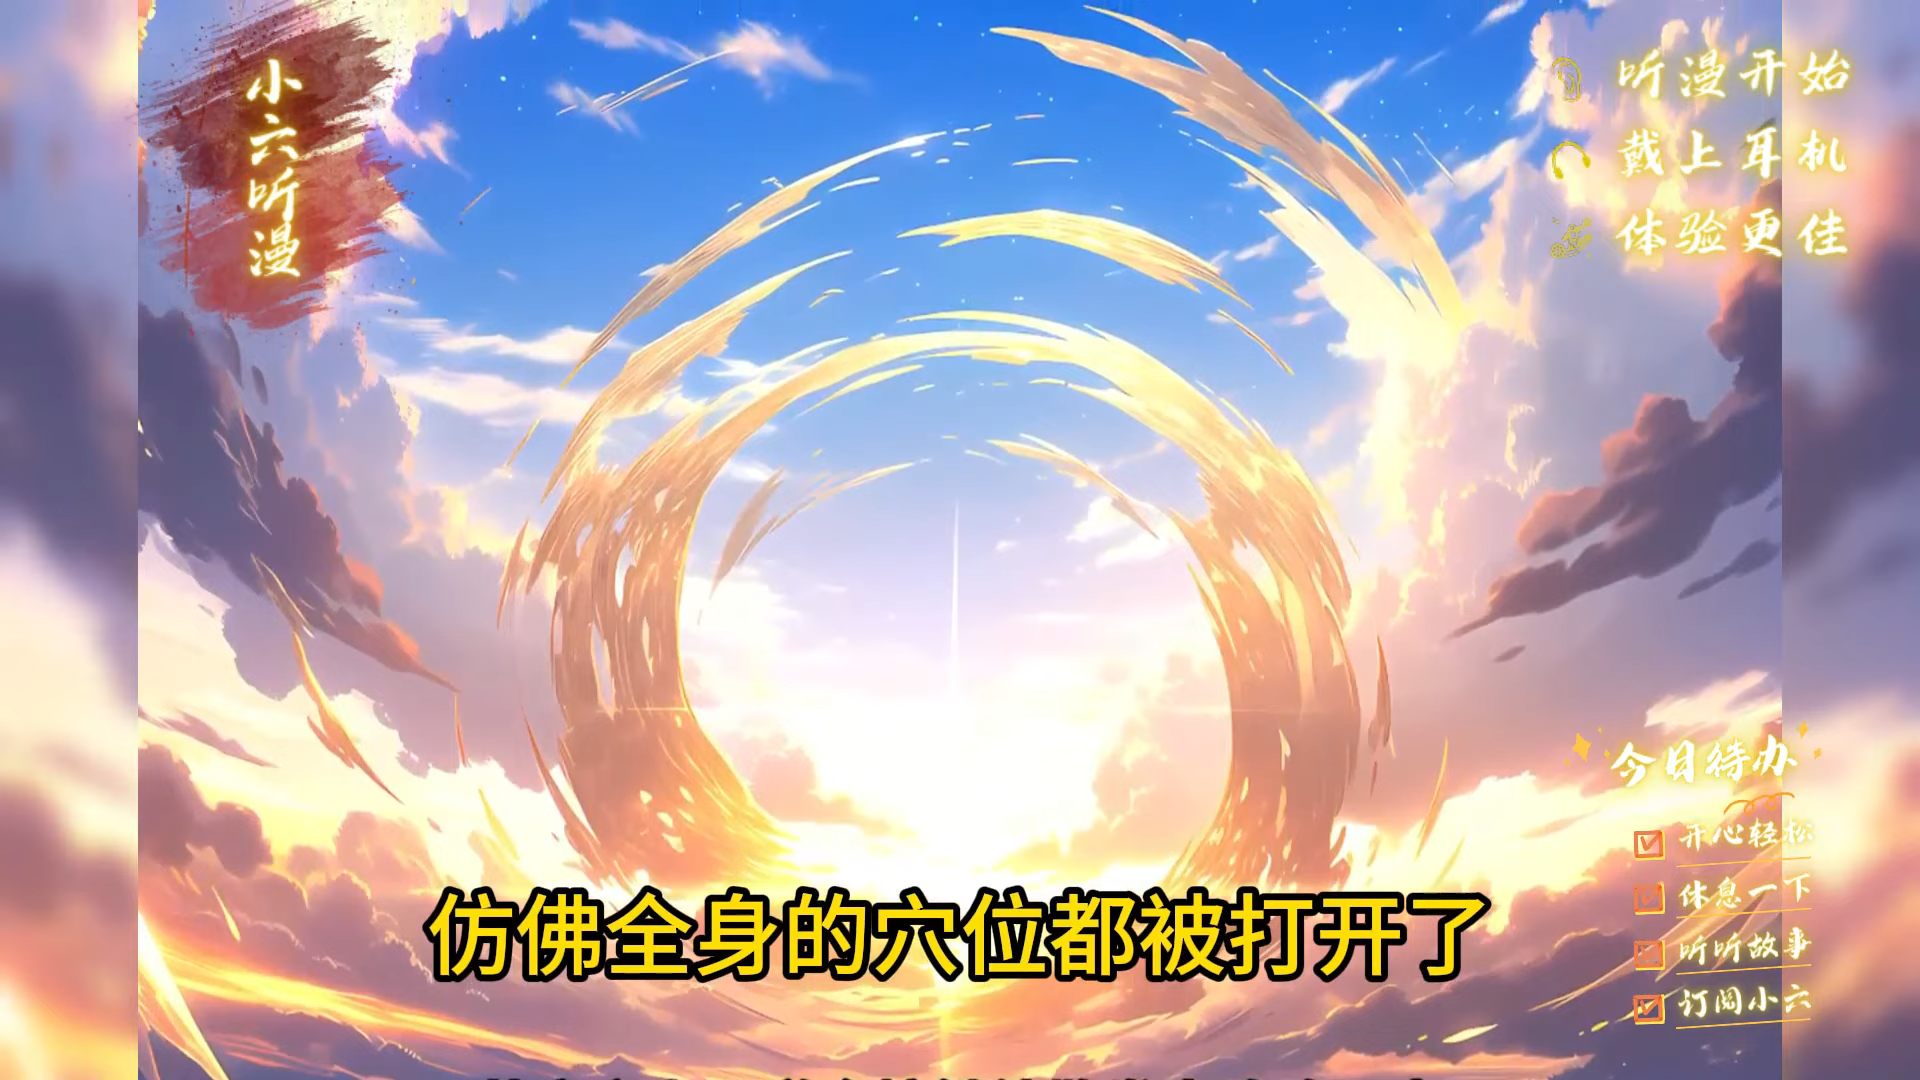 小六听漫
听漫开始
戴上耳机
体验更佳
今日待办
开心轻松
休息一下
听听故事
订阅小六
仿佛全身的穴位都被打开了